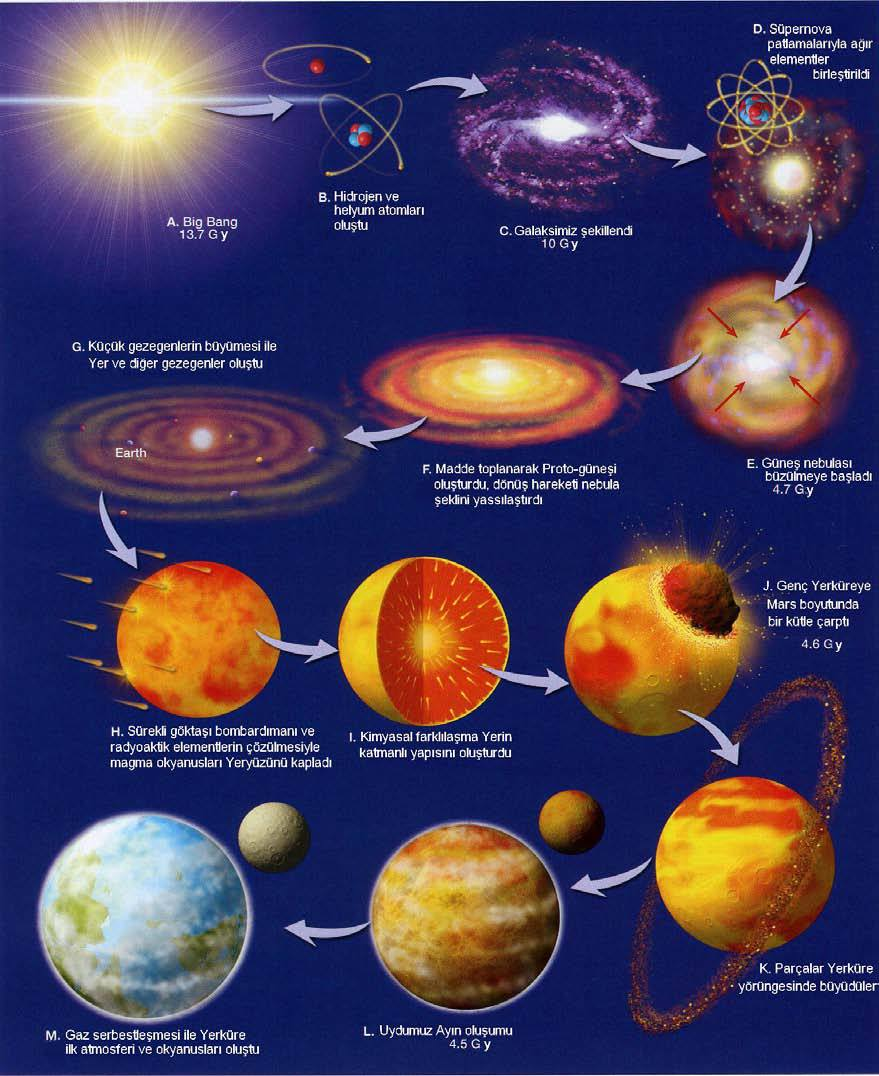 A. Big Bang
13.7 G y
B. Hidrojen ve
helyum atomları
oluştu
C. Galaksimiz şekillendi
10 G y
D. Süpernova
patlamalarıyla ağır
elementler
birleştirildi
E. Güneş nebulası
büzülmeye başladı
4.7 G.y
F. Madde toplanarak Proto-güneşi
oluşturdu, dönüş hareketi nebula
şeklini yassılaştırdı
G. Küçük gezegenlerin büyümesi ile
Yer ve diğer gezegenler oluştu
Earth
H. Sürekli göktaşı bombardımanı ve
radyoaktik elementlerin çözülmesiyle
magma okyanusları Yeryüzünü kapladı
I. Kimyasal farklılaşma Yerin
katmanlı yapısını oluşturdu
J. Genç Yerküreye
Mars boyutunda
bir kütle çarptı
4.6 G y
K. Parçalar Yerküre
yörüngesinde büyüdüler
L. Uydumuz Ayın oluşumu
4.5 G y
M. Gaz serbestleşmesi ile Yerküre
ilk atmosferi ve okyanusları oluştu